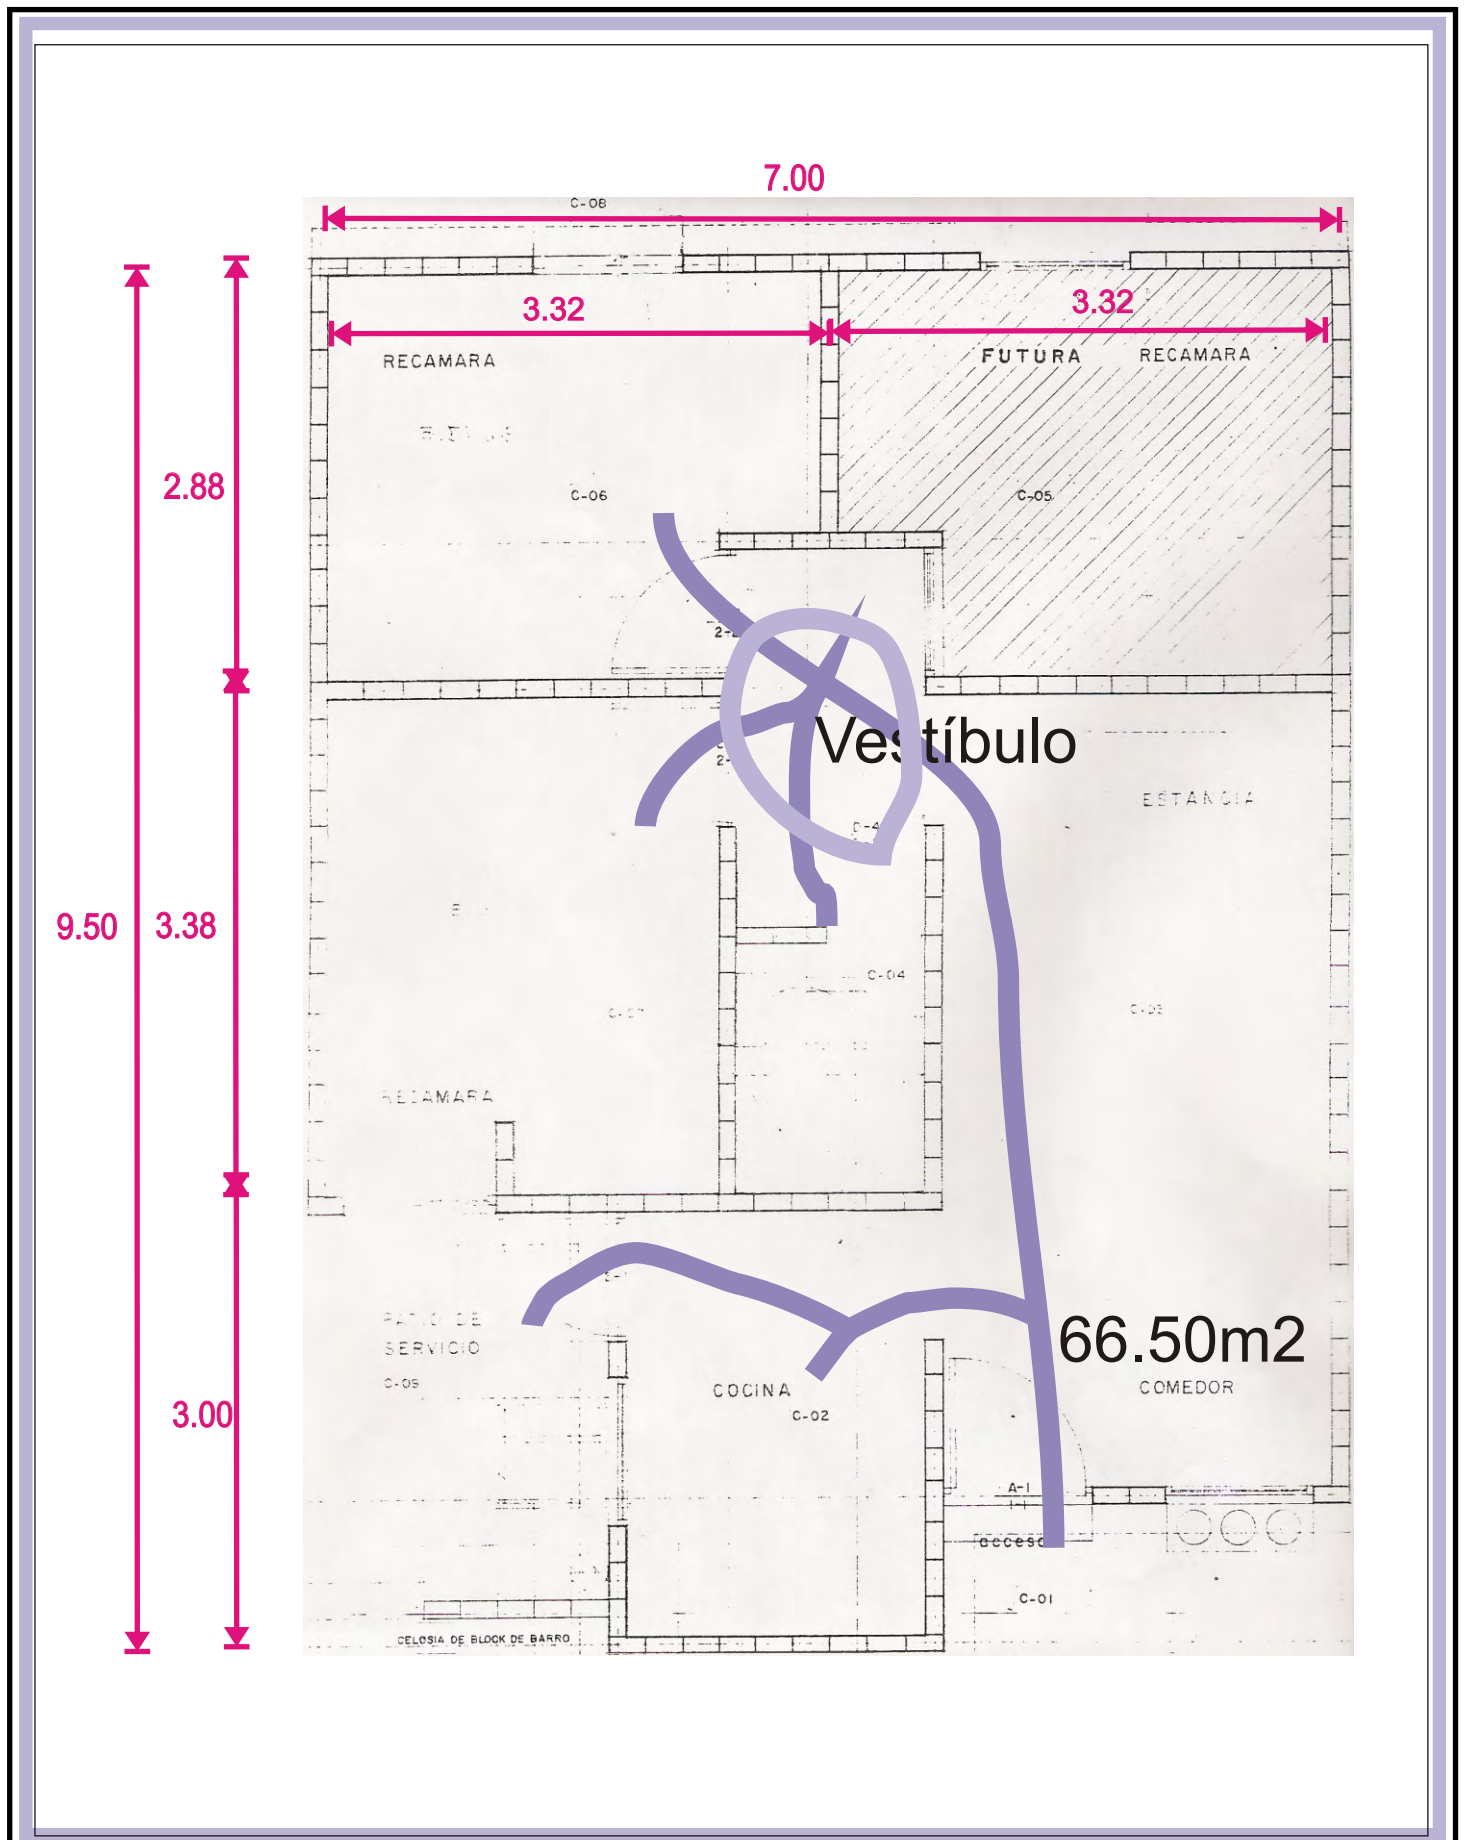 7.00
C-08
3.32
3.32
RECAMARA
FUTURA RECAMARA
2.88
C-06
C-05
Vestíbulo
ESTANCIA
9.50
3.38
C-04
C-03
RECAMARA
66.50m2
PATIO DE
SERVICIO
COMEDOR
C-09
COCINA
C-02
3.00
A-1
acceso
C-01
CELOSIA DE BLOCK DE BARRO